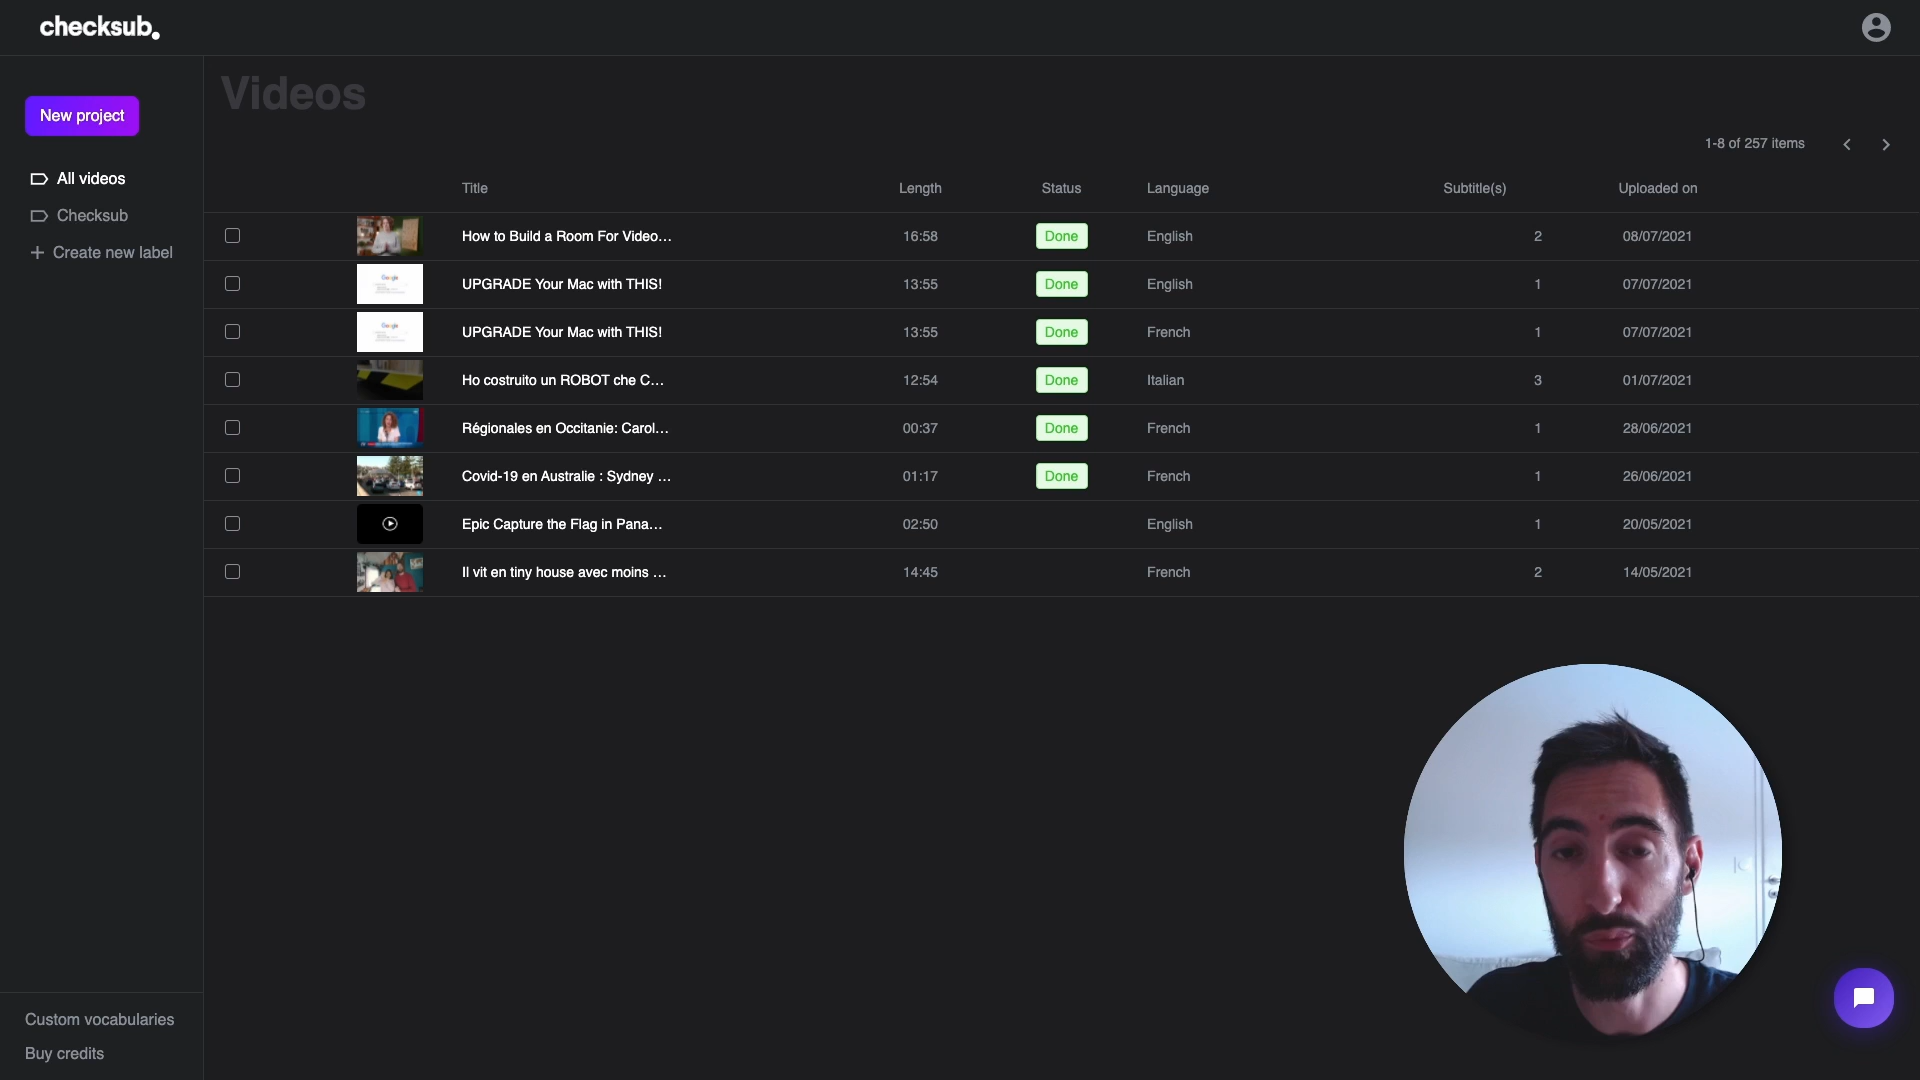 checksub.
Videos
New project
1-8 of 257 items
All videos
Checksub
Create new label
Title Length Status Language Subtitle(s) Uploaded on
How to Build a Room For Video... 16:58 Done English 2 08/07/2021
UPGRADE Your Mac with THIS! 13:55 Done English 1 07/07/2021
UPGRADE Your Mac with THIS! 13:55 Done French 1 07/07/2021
Ho costruito un ROBOT che C... 12:54 Done Italian 3 01/07/2021
Régionales en Occitanie: Carol... 00:37 Done French 1 28/06/2021
Covid-19 en Australie : Sydney ... 01:17 Done French 1 26/06/2021
Epic Capture the Flag in Pana... 02:50 English 1 20/05/2021
Il vit en tiny house avec moins ... 14:45 French 2 14/05/2021
Custom vocabularies
Buy credits